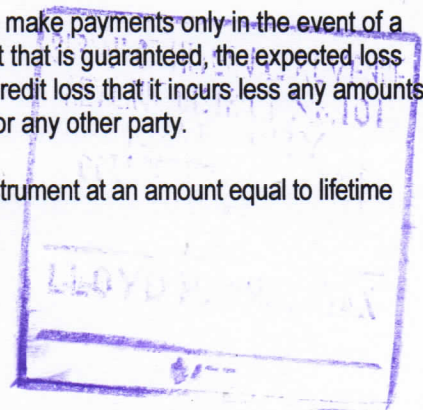 make payments only in the event of a
t that is guaranteed, the expected loss
redit loss that it incurs less any amounts
or any other party.
trument at an amount equal to lifetime